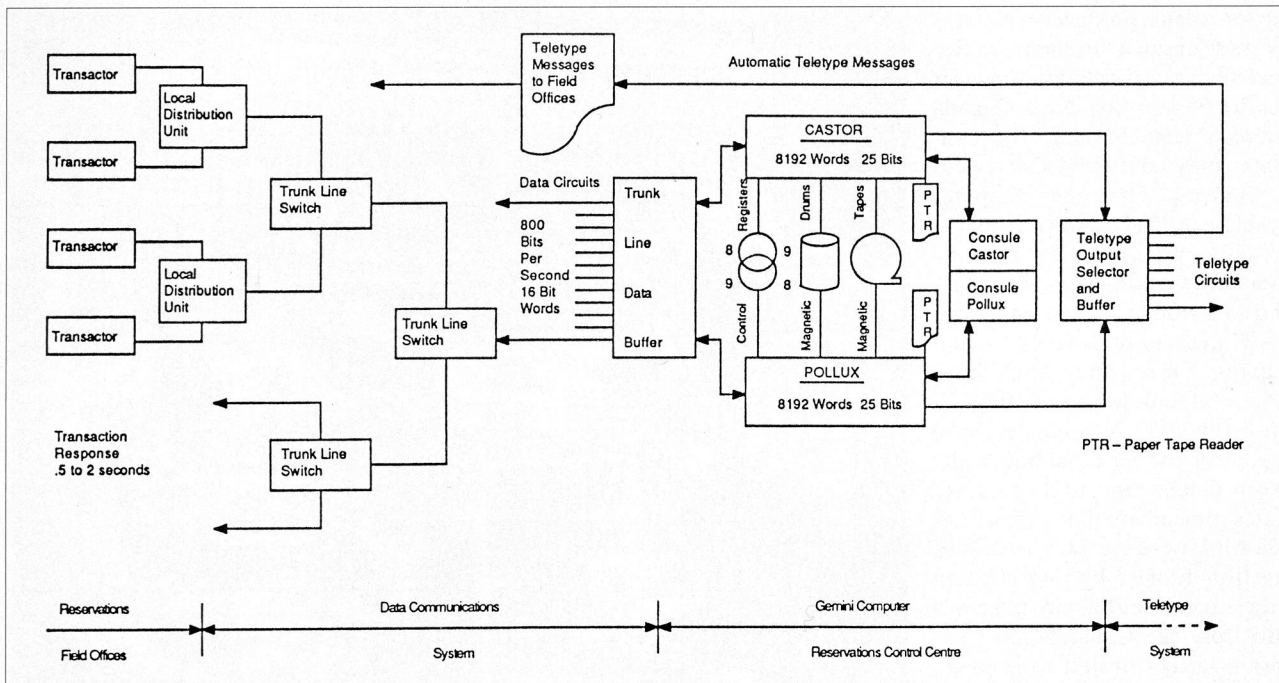 Transactor
Transactor
Local
Distribution
Unit
Transactor
Transactor
Local
Distribution
Unit
Trunk Line
Switch
Trunk Line
Switch
Trunk Line
Switch
Transaction
Response
.5 to 2 seconds
Teletype
Messages
to Field
Offices
Automatic Teletype Messages
Data Circuits
800
Bits
Per
Second
16 Bit
Words
Trunk
Line
Data
Buffer
CASTOR
8192 Words 25 Bits
Registers
Drums
Tapes
PTR
8
9
9
8
Control
Magnetic
Magnetic
PTR
POLLUX
8192 Words 25 Bits
Consule
Castor
Consule
Pollux
Teletype
Output
Selector
and
Buffer
Teletype
Circuits
PTR – Paper Tape Reader
Reservations
Field Offices
Data Communications
System
Gemini Computer
Reservations Control Centre
Teletype
System